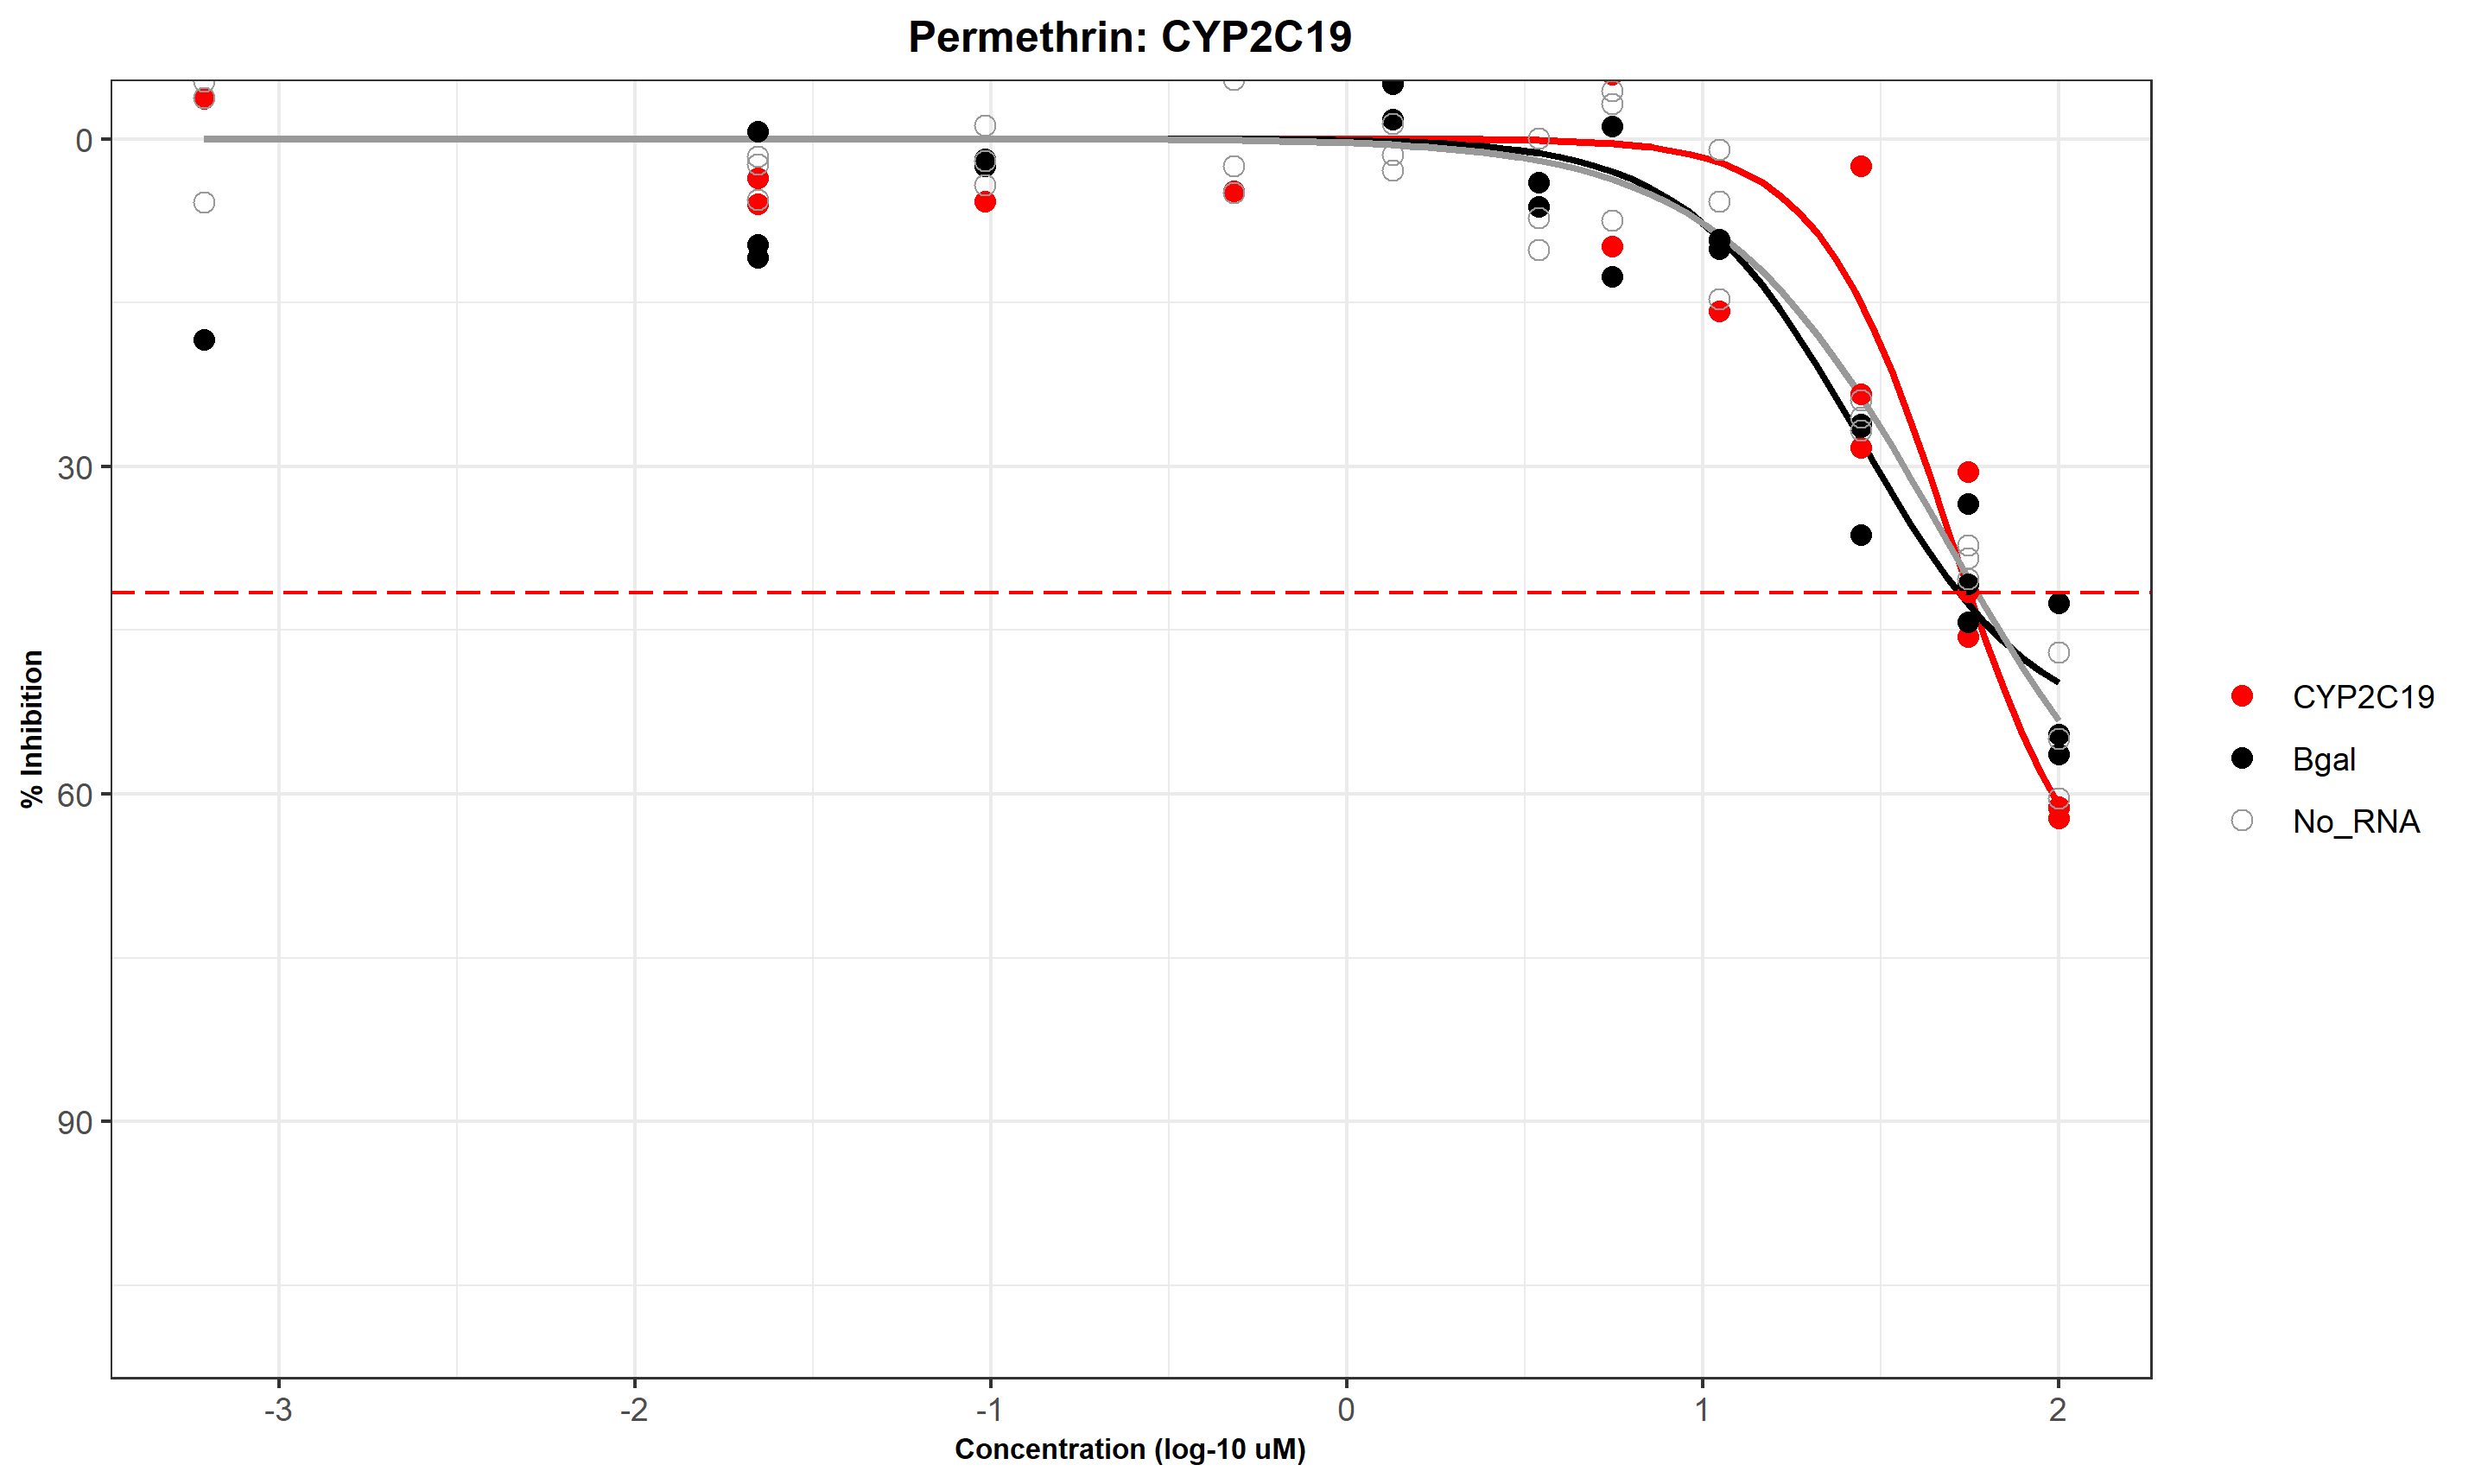 Permethrin: CYP2C19
0
30
60
90
% Inhibition
-3
-2
-1
0
1
2
Concentration (log-10 uM)
CYP2C19
Bgal
No_RNA